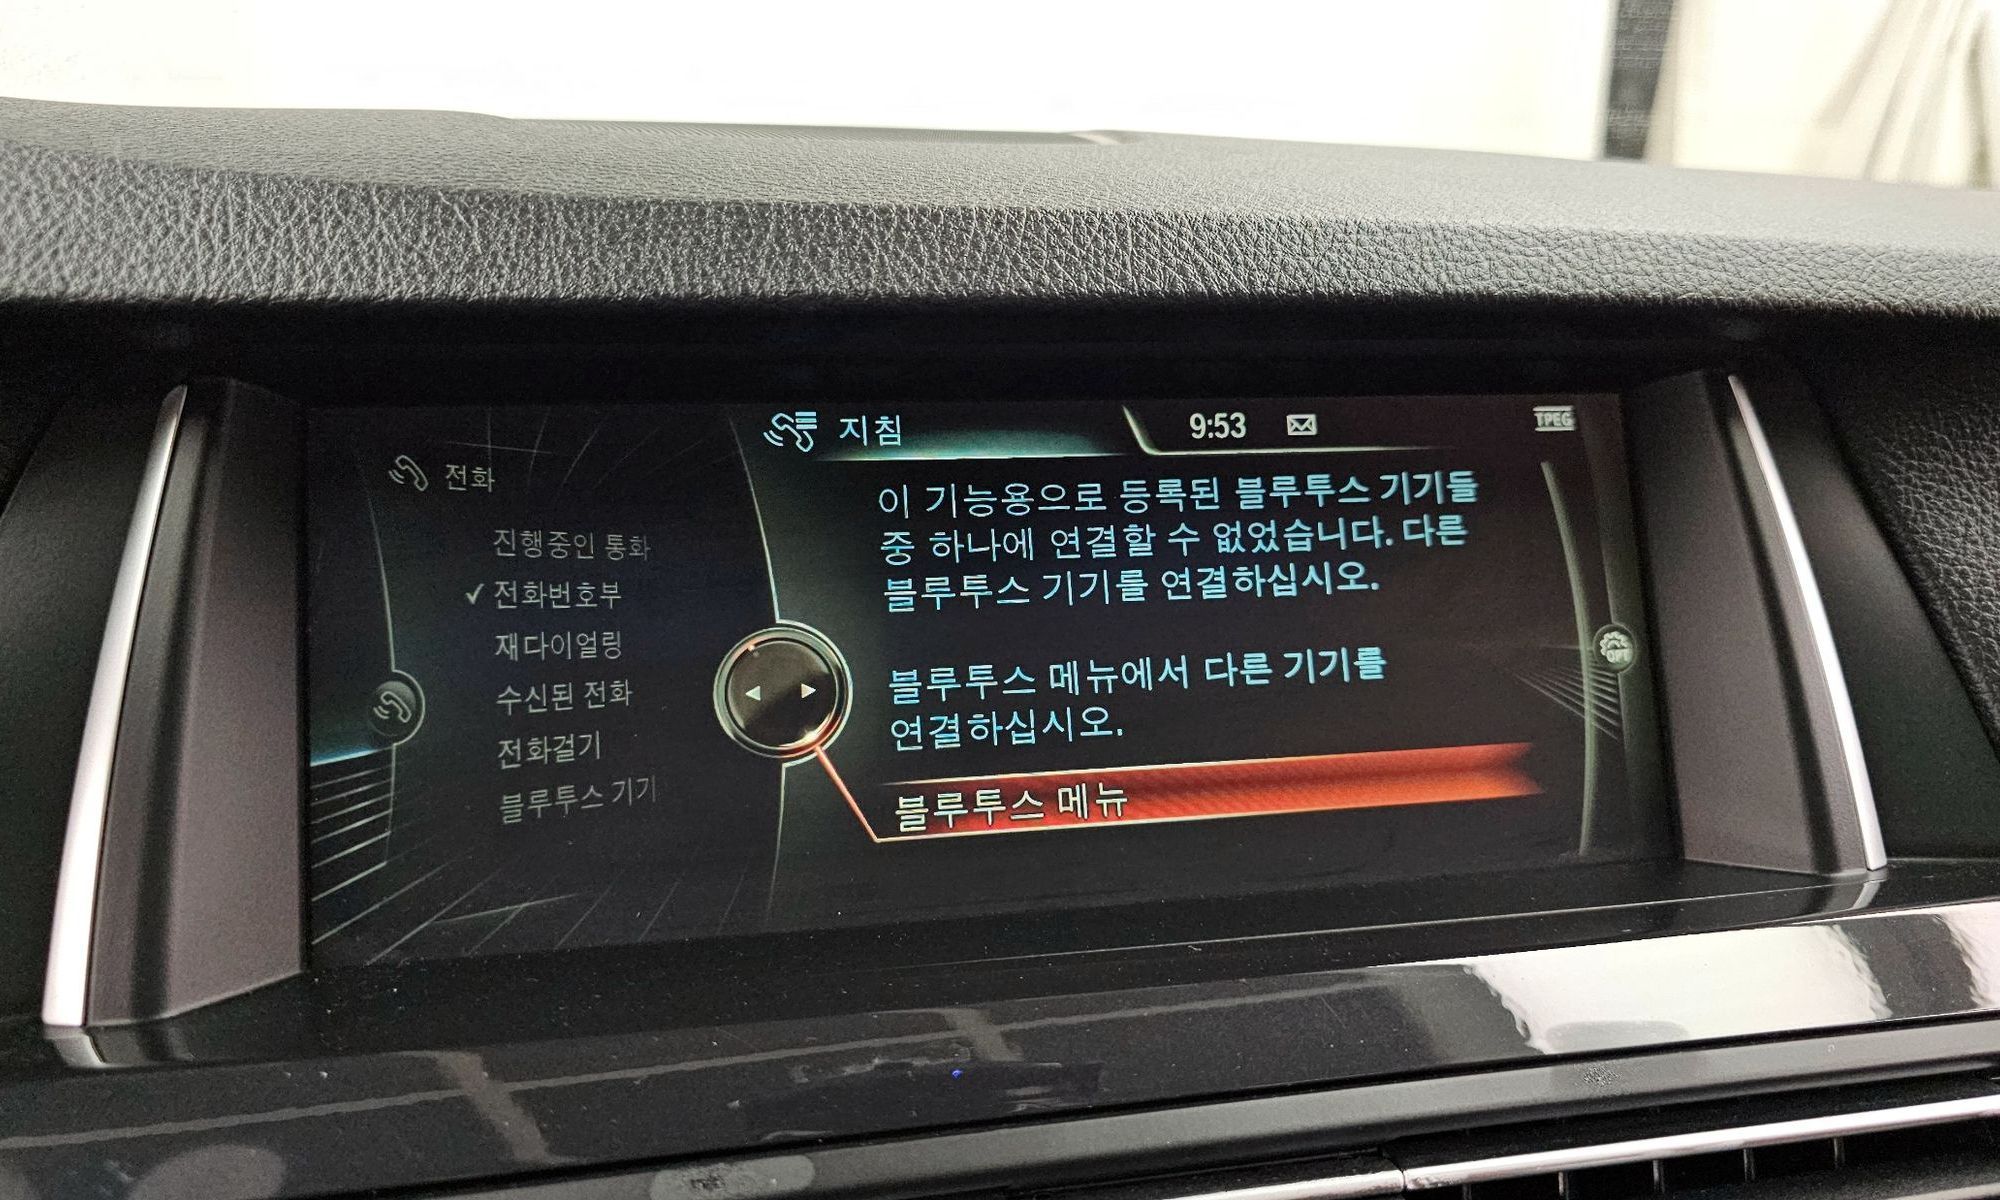 전화
진행중인 통화
전화번호부
재다이얼링
수신된 전화
전화걸기
블루투스 기기
지침
9:53
TPEG
이 기능용으로 등록된 블루투스 기기들
중 하나에 연결할 수 없었습니다. 다른
블루투스 기기를 연결하십시오.
블루투스 메뉴에서 다른 기기를
연결하십시오.
블루투스 메뉴
OPT